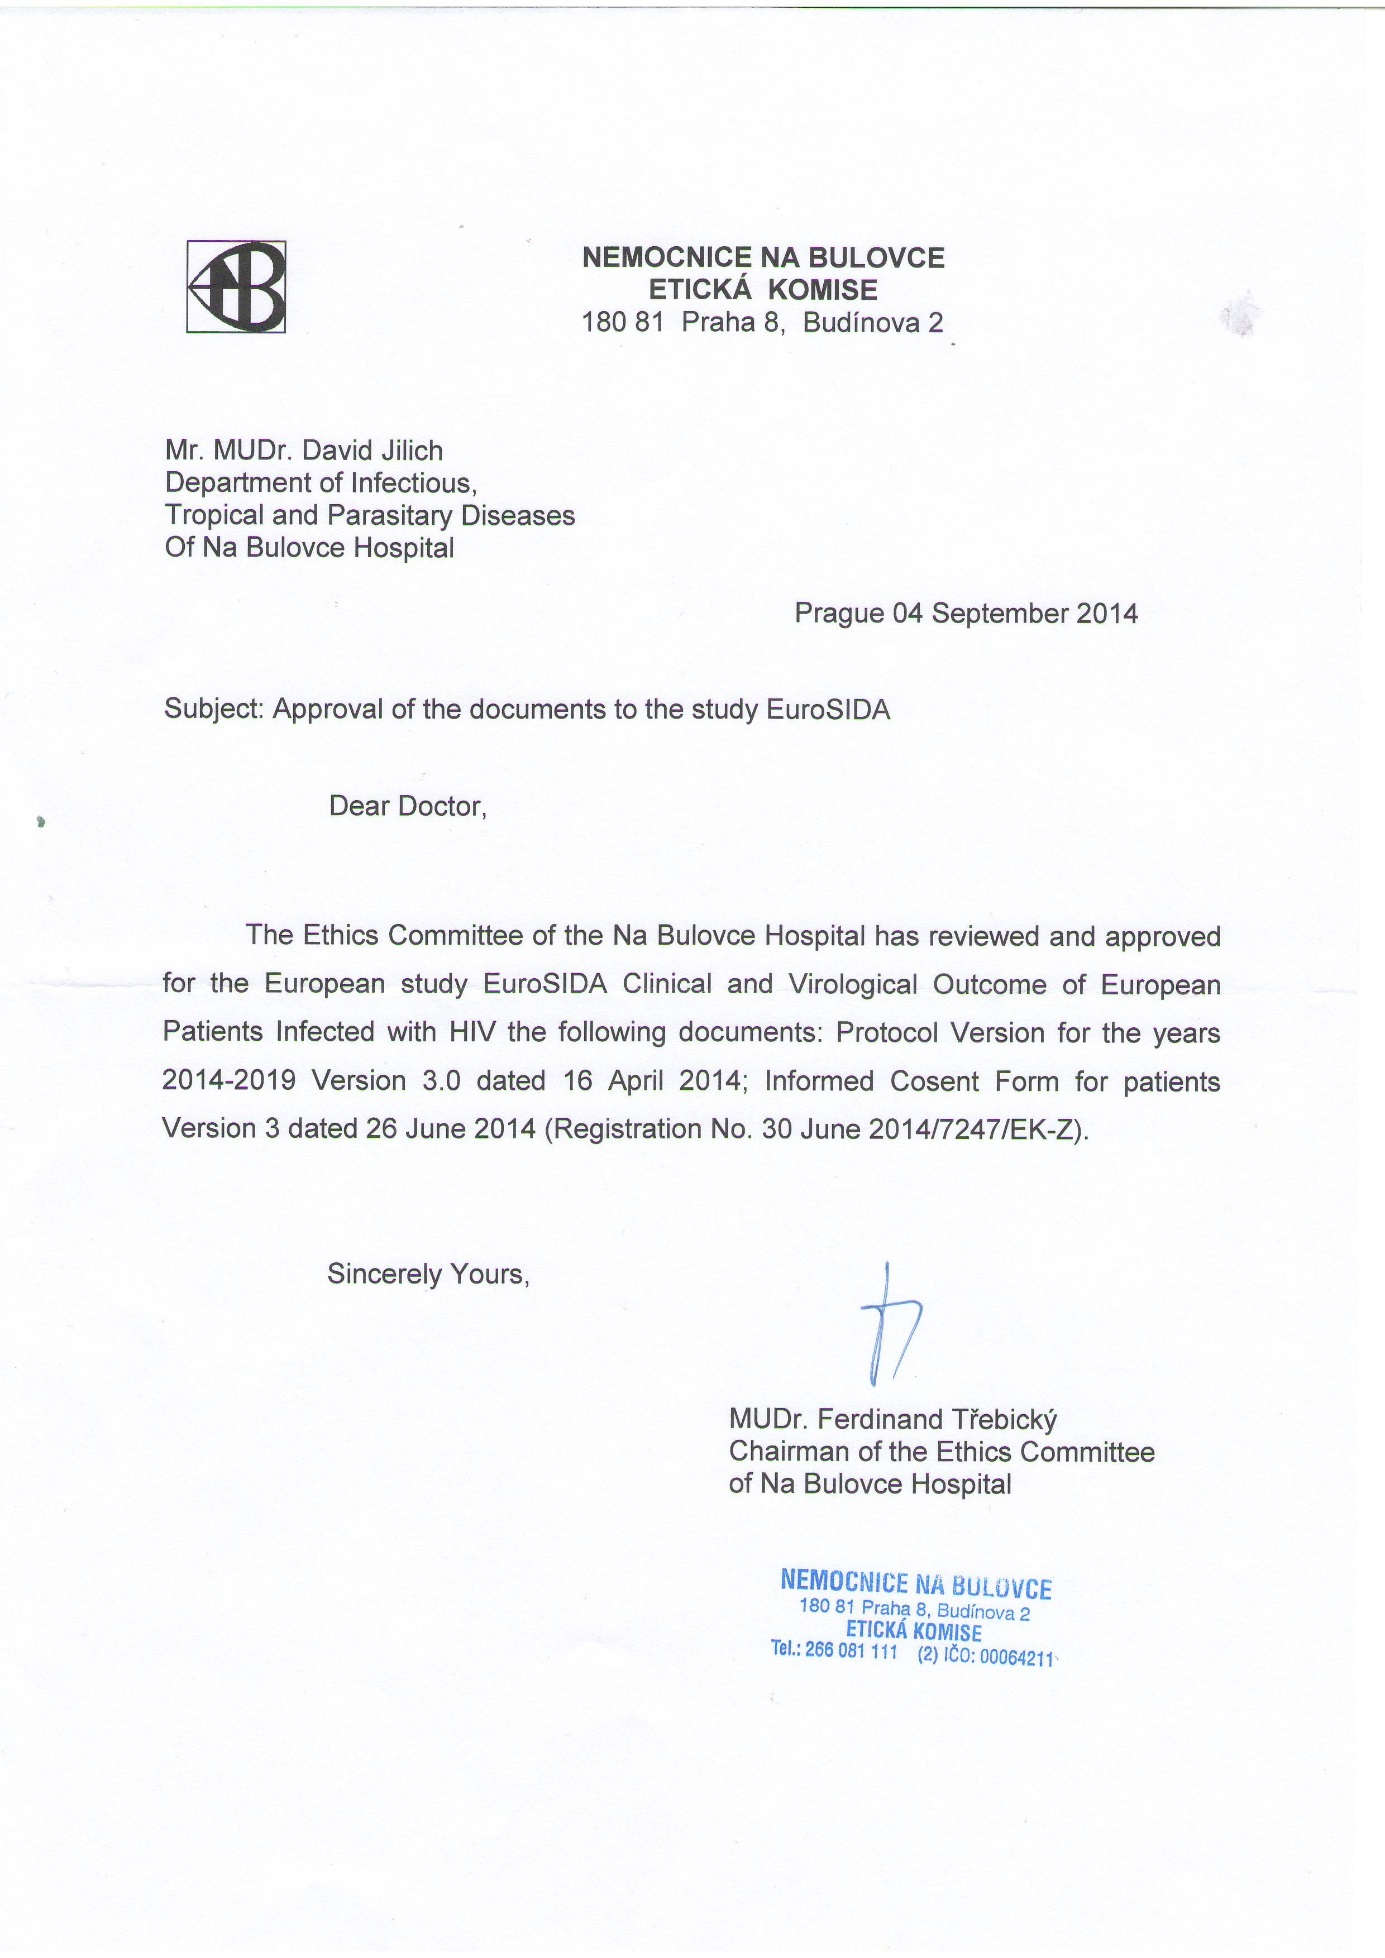 NB
NEMOCNICE NA BULOVCE
ETICKÁ KOMISE
180 81 Praha 8, Budínova 2
Mr. MUDr. David Jilich
Department of Infectious,
Tropical and Parasitary Diseases
Of Na Bulovce Hospital
Prague 04 September 2014
Subject: Approval of the documents to the study EuroSIDA
Dear Doctor,
The Ethics Committee of the Na Bulovce Hospital has reviewed and approved
for the European study EuroSIDA Clinical and Virological Outcome of European
Patients Infected with HIV the following documents: Protocol Version for the years
2014-2019 Version 3.0 dated 16 April 2014; Informed Cosent Form for patients
Version 3 dated 26 June 2014 (Registration No. 30 June 2014/7247/EK-Z).
Sincerely Yours,
MUDr. Ferdinand Třebický
Chairman of the Ethics Committee
of Na Bulovce Hospital
NEMOCNICE NA BULOVCE
180 81 Praha 8, Budínova 2
ETICKÁ KOMISE
Tel.: 266 081 111 (2) IČO: 00064211